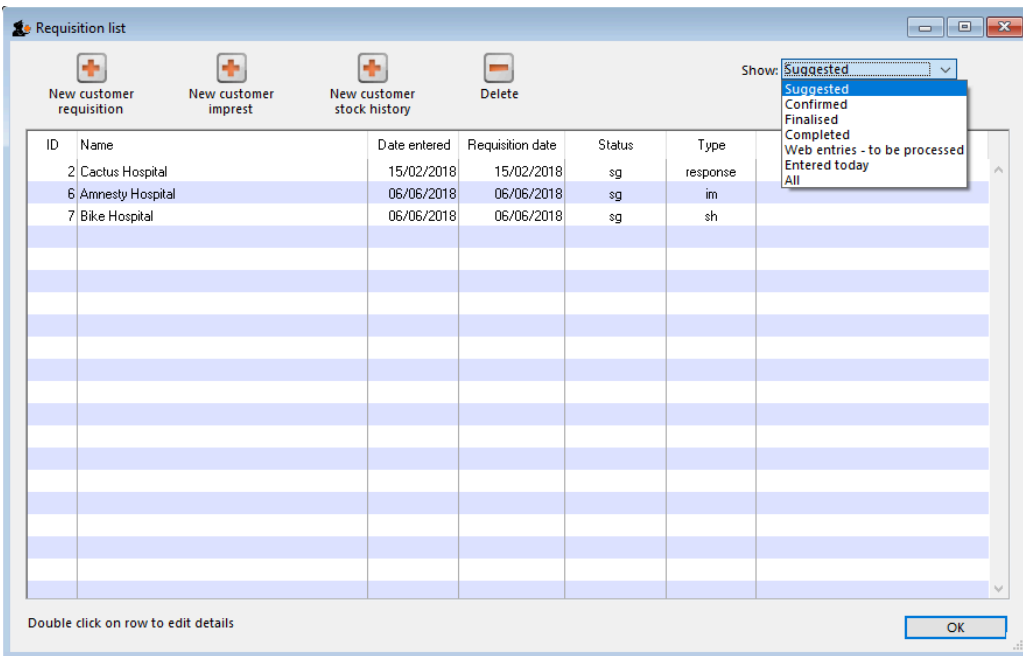 Requisition list
New customer requisition
New customer imprest
New customer stock history
Delete
Show: Suggested
Suggested
Confirmed
Finalised
Completed
Web entries - to be processed
Entered today
All
ID Name Date entered Requisition date Status Type
2 Cactus Hospital 15/02/2018 15/02/2018 sg response
6 Amnesty Hospital 06/06/2018 06/06/2018 sg im
7 Bike Hospital 06/06/2018 06/06/2018 sg sh
Double click on row to edit details
OK